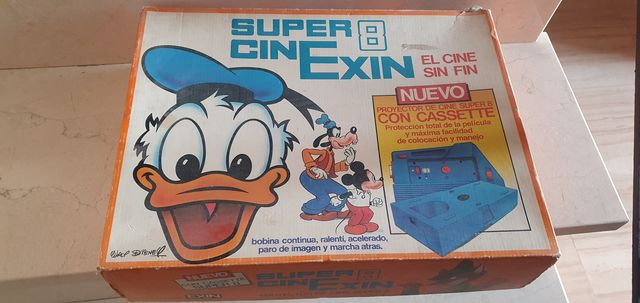 SUPER 8
CINEXIN
EL CINE
SIN FIN
NUEVO
PROYECTOR DE CINE SUPER 8
CON CASSETTE
Protección total de la película
y máxima facilidad
de colocación y manejo
bobina continua, ralenti, acelerado,
paro de imagen y marcha atras.
WALT DISNEY
NUEVO
SUPER 8
CINEXIN
EXIN